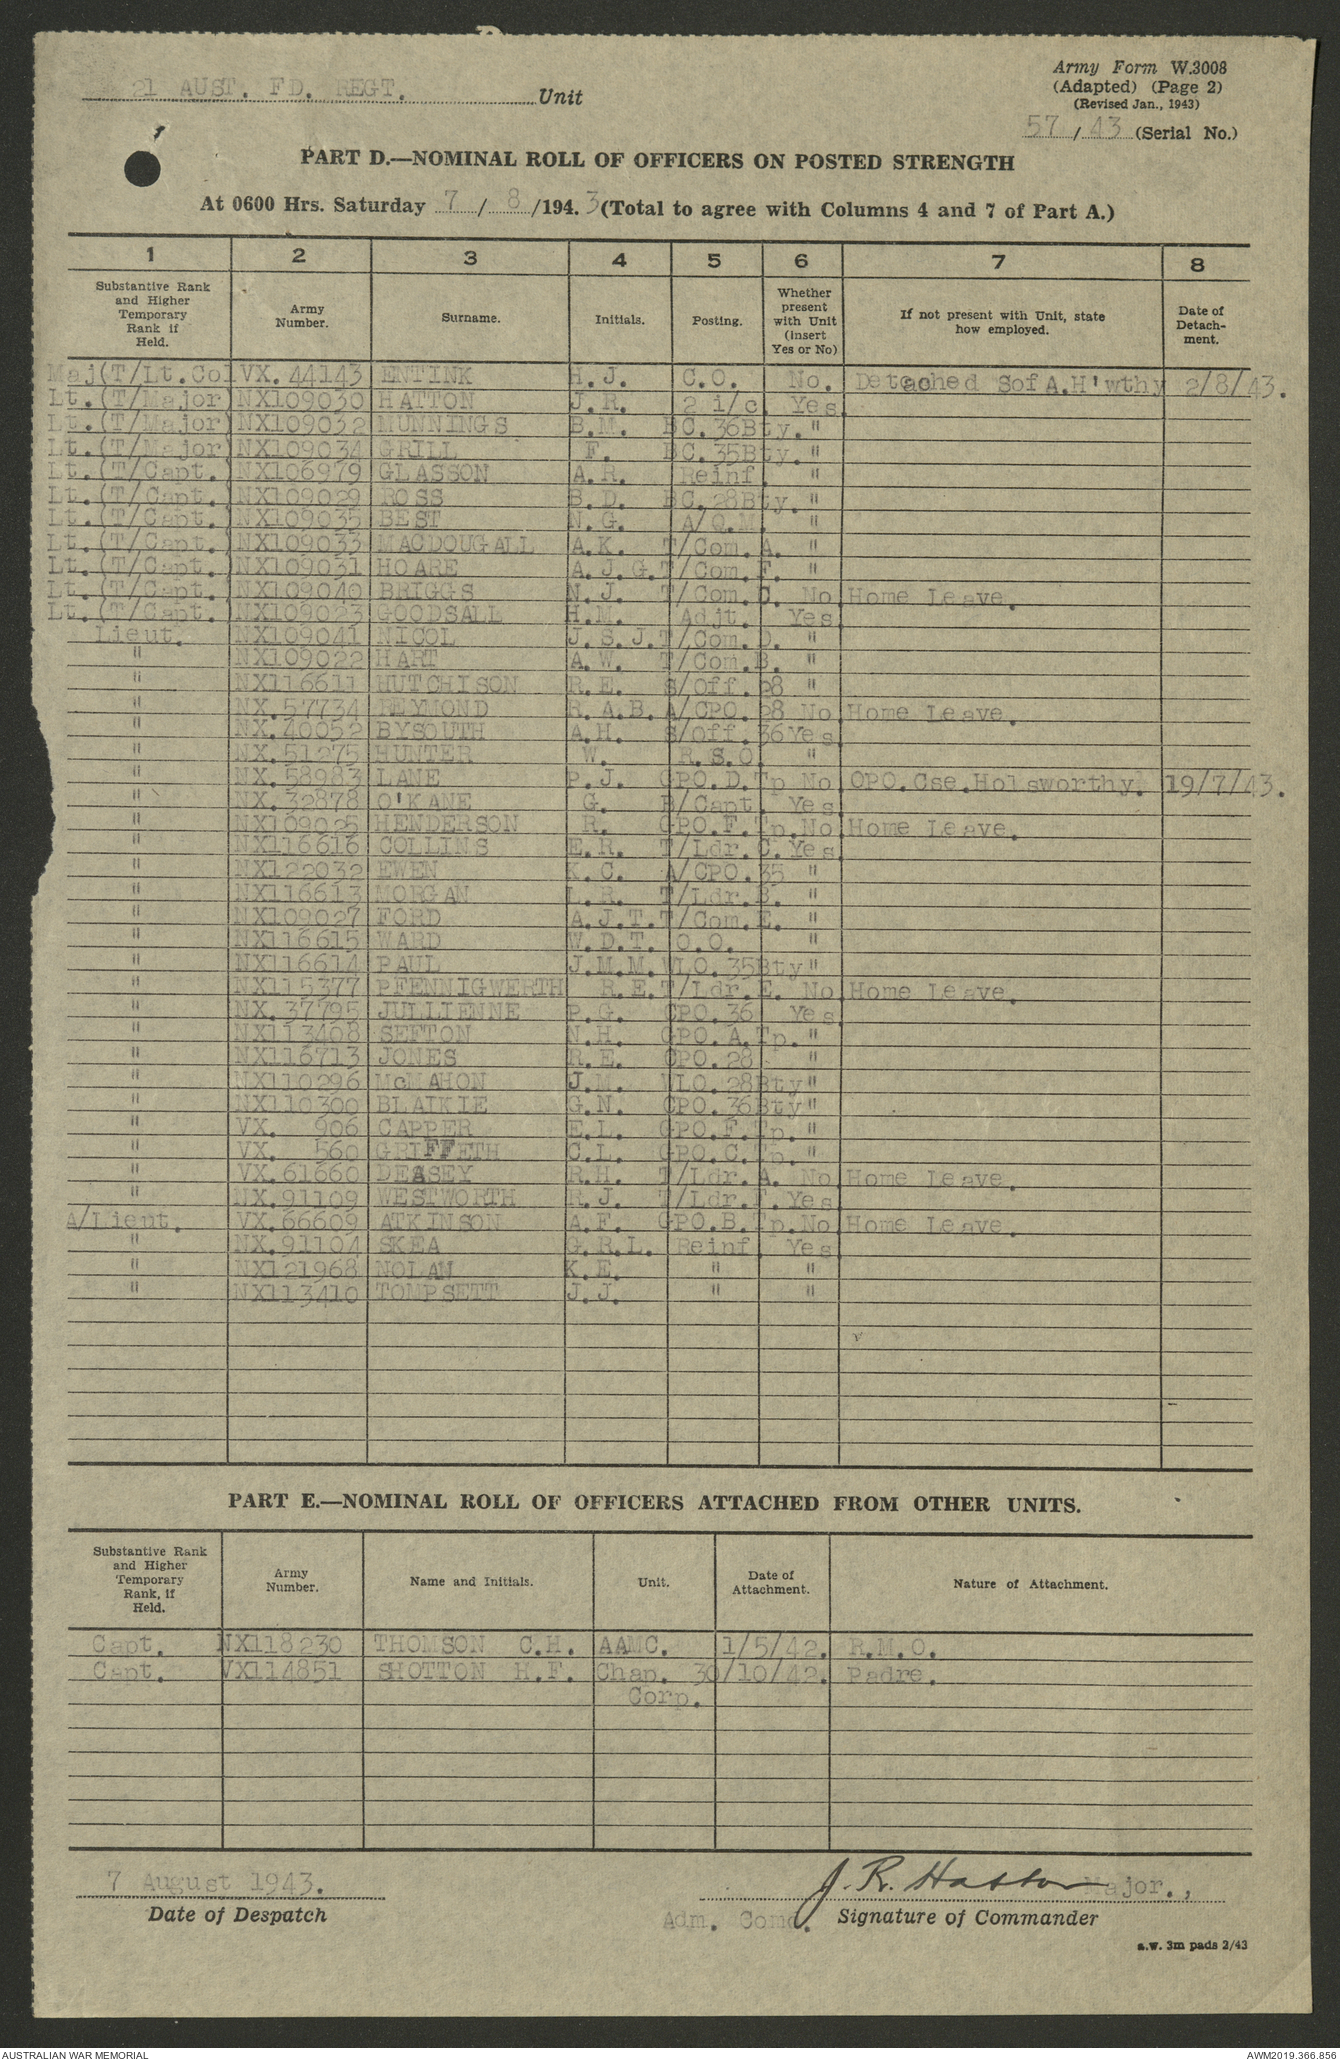 21 AUST. FD. REGT. Unit
Army Form W.3008
(Adapted) (Page 2)
(Revised Jan., 1943)
57 / 43 (Serial No.)
PART D.—NOMINAL ROLL OF OFFICERS ON POSTED STRENGTH
At 0600 Hrs. Saturday 7 / 8 /194. 3 (Total to agree with Columns 4 and 7 of Part A.)
1 2 3 4 5 6 7 8
Substantive Rank and Higher Temporary Rank if Held. Army Number. Surname. Initials. Posting. Whether present with Unit (insert Yes or No) If not present with Unit, state how employed. Date of Detach- ment.
Maj(T/Lt.Col VX. 44143 ENTINK H.J. C.O. No. Detached SofA.H'wthy 2/8/43.
Lt.(T/Major) NX109030 HATTON J.R. 2 i/c. Yes
Lt.(T/Major) NX109032 MUNNINGS B.M. BC.36Bty. "
Lt.(T/Major) NX109034 GRILL F. BC.35Bty. "
Lt.(T/Capt.) NX106979 GLASSON A.R. Reinf "
Lt.(T/Capt.) NX109029 ROSS B.D. BC.28Bty. "
Lt.(T/Capt.) NX109035 BEST N.G. A/Q.M. "
Lt.(T/Capt.) NX109033 MACDOUGALL A.K. T/Com.A. "
Lt.(T/Capt.) NX109031 HOARE A.J.G. T/Com.F. "
Lt.(T/Capt.) NX109040 BRIGGS N.J. T/Com.C. No Home Leave.
Lt.(T/Capt.) NX109023 GOODSALL H.M. Adjt. Yes
Lieut. NX109041 NICOL J.S.J. T/Com.D. "
" NX109022 HART A.W. T/Com.B. "
" NX116611 HUTCHISON R.E. S/Off.28 "
" NX.57734 REYMOND R.A.B. A/CPO.28 No Home Leave.
" NX.40052 BYSOUTH A.H. S/Off.36 Yes
" NX.51275 HUNTER W. R.S.O. "
" NX.58983 LANE P.J. GPO.D.Tp No OPO.Cse.Holsworthy. 19/7/43.
" NX.32878 O'KANE G. B/Capt. Yes
" NX109025 HENDERSON R. GPO.F.Tp.No Home Leave.
" NX116616 COLLINS E.R. T/Ldr.C.Yes
" NX122032 EWEN K.C. A/CPO.35 "
" NX116613 MORGAN L.R. T/Ldr.B. "
" NX109027 FORD A.J.T. T/Com.E. "
" NX116615 WARD W.D.T. O.O. "
" NX116614 PAUL J.M.M. WLO.35Bty "
" NX115377 PFENNIGWERTH R.E. T/Ldr.E. No Home Leave.
" NX.37795 JULLIENNE P.G. CPO.36 Yes
" NX113408 SEFTON N.H. GPO.A.Tp. "
" NX116713 JONES R.E. CPO.28 "
" NX110296 McMAHON J.M. WLO.28Bty "
" NX110300 BLAIKIE G.N. CPO.36Bty "
" VX. 906 CAPPER E.L. GPO.F.Tp. "
" VX. 560 GRIFFETH C.L. GPO.C.Tp. "
" VX.61660 DEASEY R.H. T/Ldr.A. No Home Leave.
" NX.91109 WESTWORTH R.J. T/Ldr. Yes
A/Lieut. VX.66609 ATKINSON A.F. GPO.B.Tp.No Home Leave.
" NX.91104 SKEA G.R.L. Reinf Yes
" NX121968 NOLAN K.E. " "
" NX113410 TOMPSETT J.J. " "
PART E.—NOMINAL ROLL OF OFFICERS ATTACHED FROM OTHER UNITS.
Substantive Rank and Higher Temporary Rank, if Held. Army Number. Name and Initials. Unit. Date of Attachment. Nature of Attachment.
Capt. NX118230 THOMSON C.H. AAMC. 1/5/42. R.M.O.
Capt. VX114851 SHOTTON H.F. Chap. 30/10/42. Padre.
Corp.
7 August 1943.
Date of Despatch
J. R. Hatton Major.,
Adm. Comd. Signature of Commander
a.w. 3m pads 2/43
AUSTRALIAN WAR MEMORIAL
AWM2019.366.856